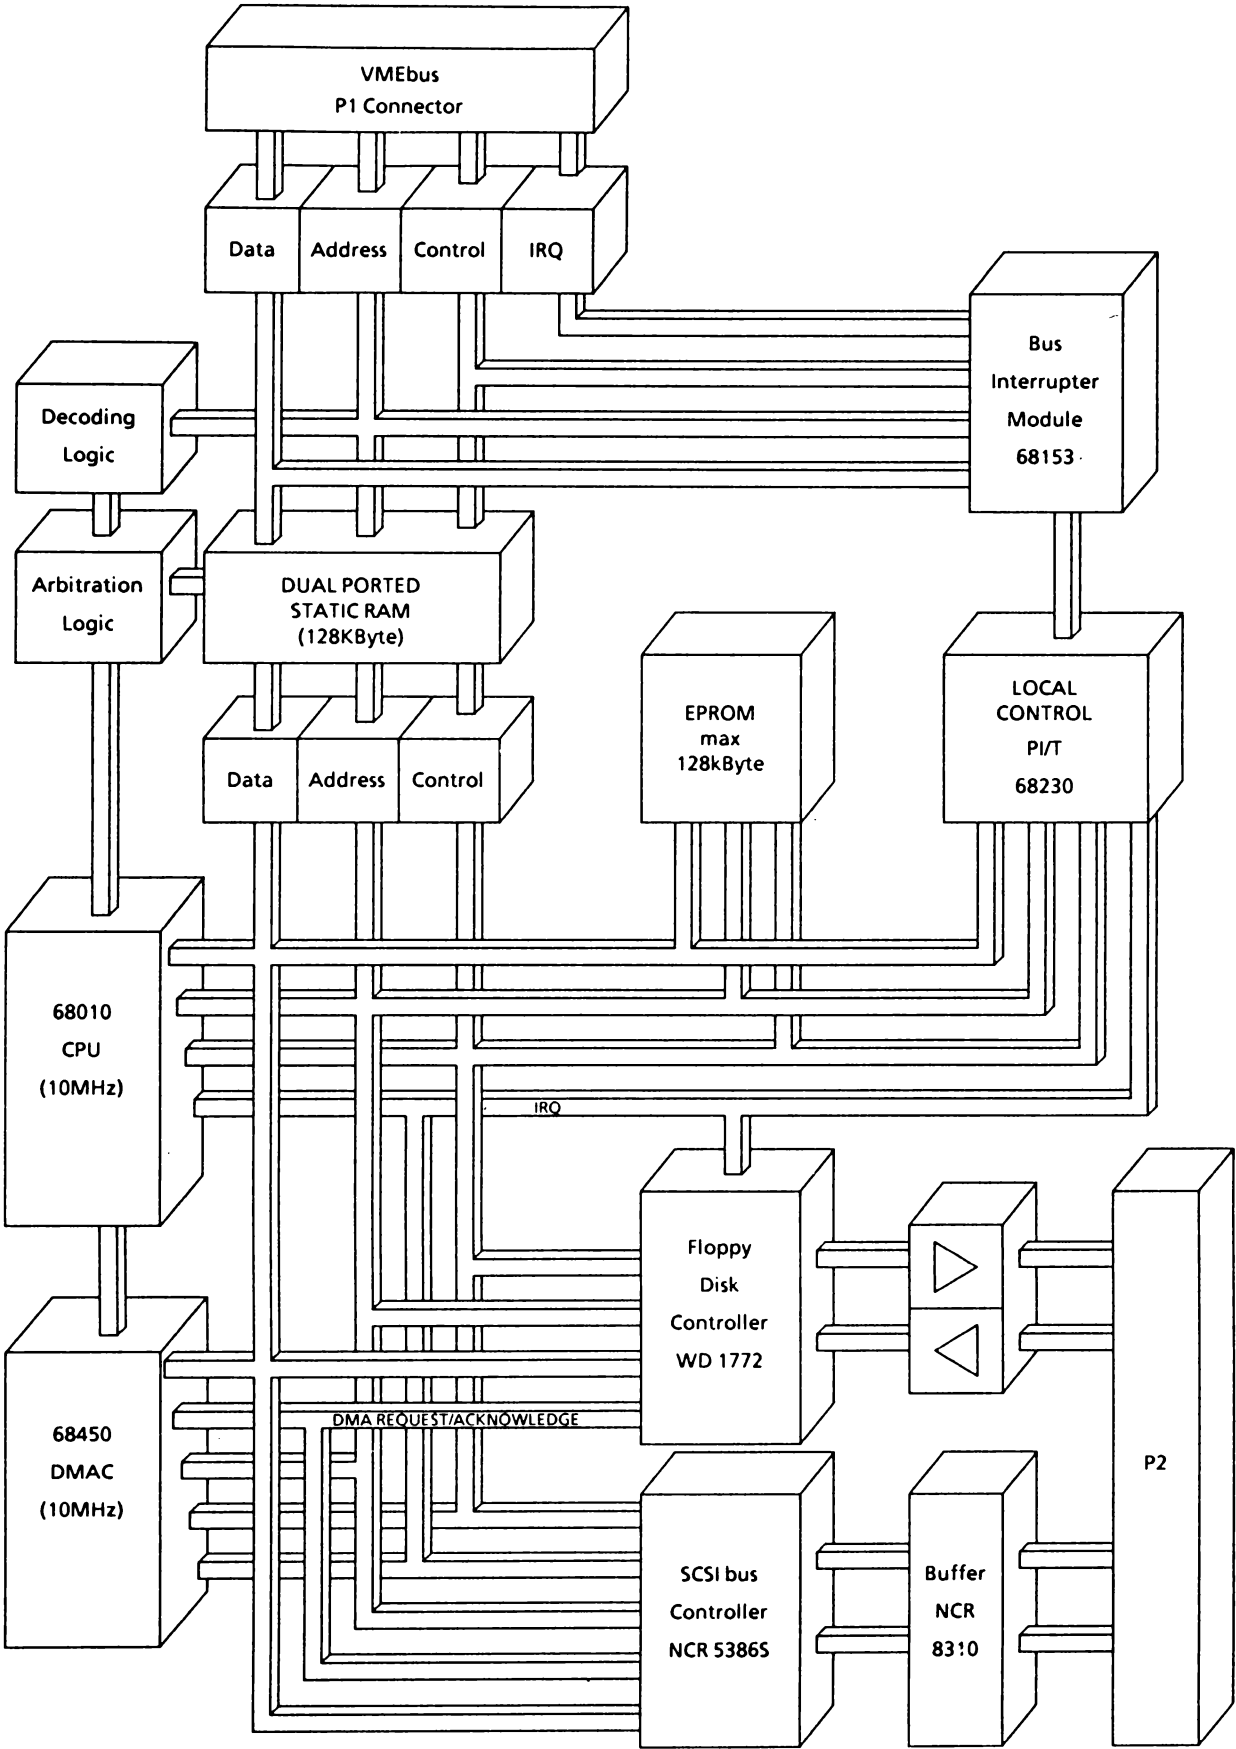 VMEbus
P1 Connector
Data
Address
Control
IRQ
Bus
Interrupter
Module
68153
Decoding
Logic
Arbitration
Logic
DUAL PORTED
STATIC RAM
(128KByte)
EPROM
max
128kByte
LOCAL
CONTROL
PI/T
68230
Data
Address
Control
68010
CPU
(10MHz)
IRQ
Floppy
Disk
Controller
WD 1772
DMA REQUEST/ACKNOWLEDGE
68450
DMAC
(10MHz)
P2
SCSI bus
Controller
NCR 5386S
Buffer
NCR
8310